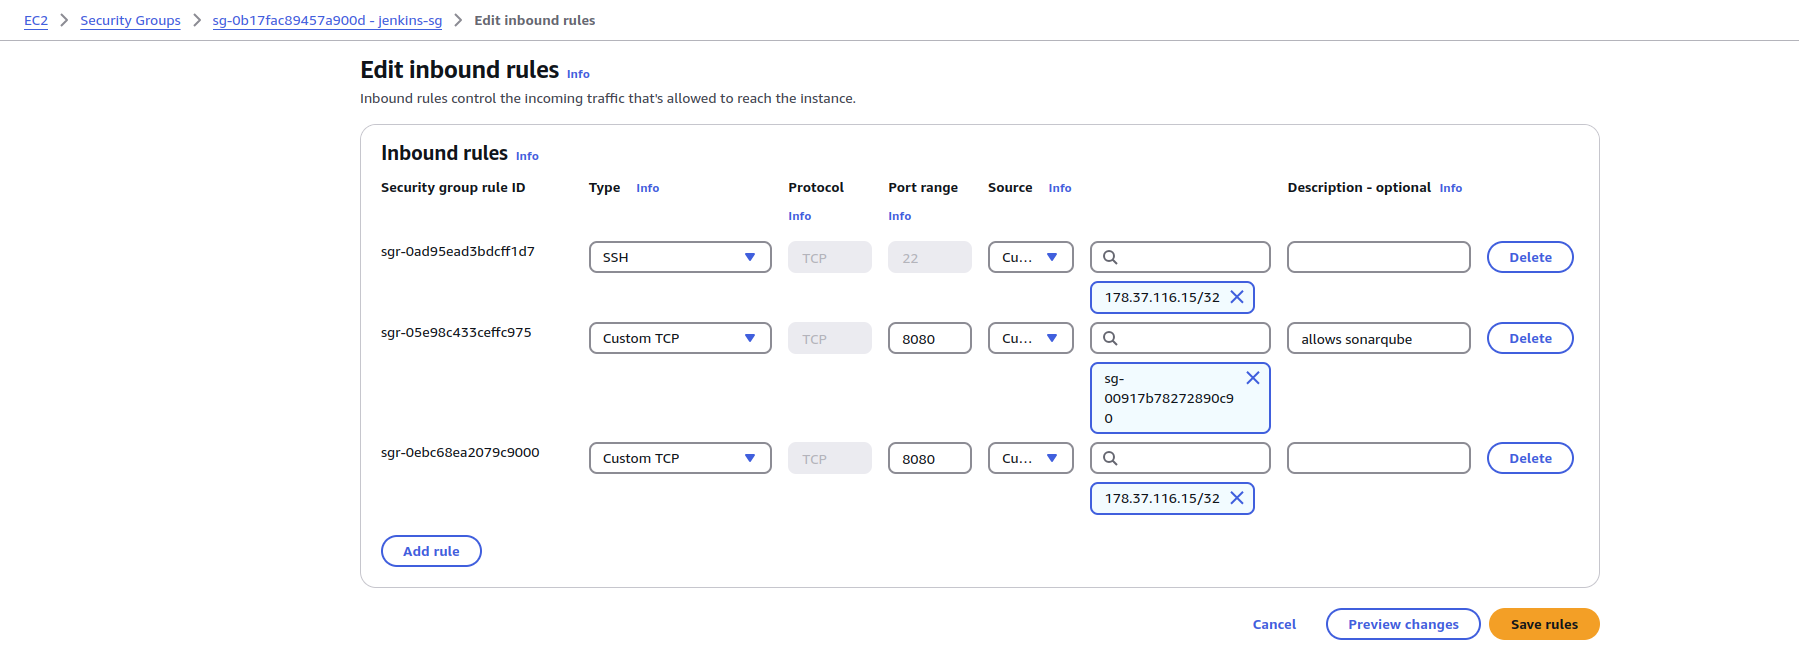 EC2 > Security Groups > sg-0b17fac89457a900d - jenkins-sg > Edit inbound rules
Edit inbound rules Info
Inbound rules control the incoming traffic that's allowed to reach the instance.
Inbound rules Info
Security group rule ID Type Info Protocol Port range Source Info Description - optional Info
Info Info
sgr-0ad95ead3bdcff1d7 SSH TCP 22 Cu... Delete
178.37.116.15/32
sgr-05e98c433ceffc975 Custom TCP TCP 8080 Cu... allows sonarqube Delete
sg-
00917b78272890c9
0
sgr-0ebc68ea2079c9000 Custom TCP TCP 8080 Cu... Delete
178.37.116.15/32
Add rule
Cancel Preview changes Save rules